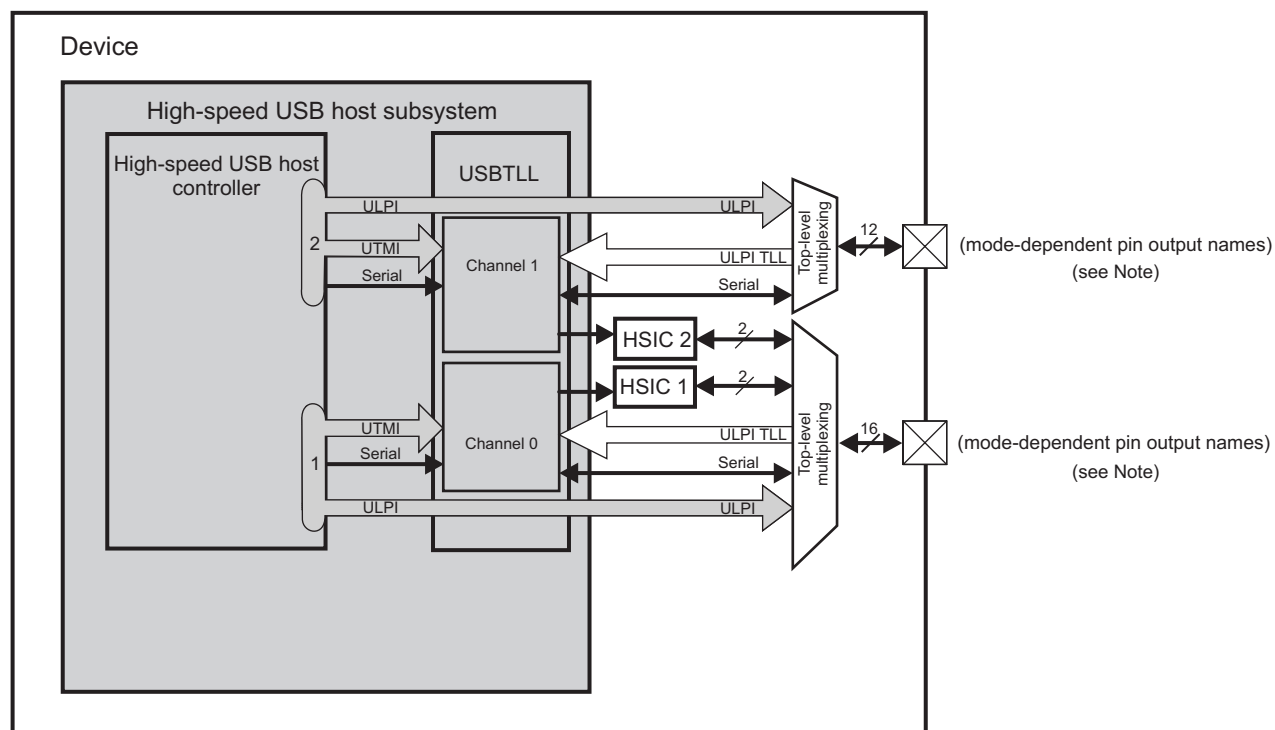 Device
High-speed USB host subsystem
High-speed USB host
controller
USBTLL
2
ULPI
ULPI
UTMI
Serial
Channel 1
ULPI TLL
Serial
Top-level
multiplexing
12
(mode-dependent pin output names)
(see Note)
HSIC 2
2
HSIC 1
2
1
UTMI
Serial
Channel 0
ULPI TLL
Serial
ULPI
ULPI
Top-level
multiplexing
16
(mode-dependent pin output names)
(see Note)